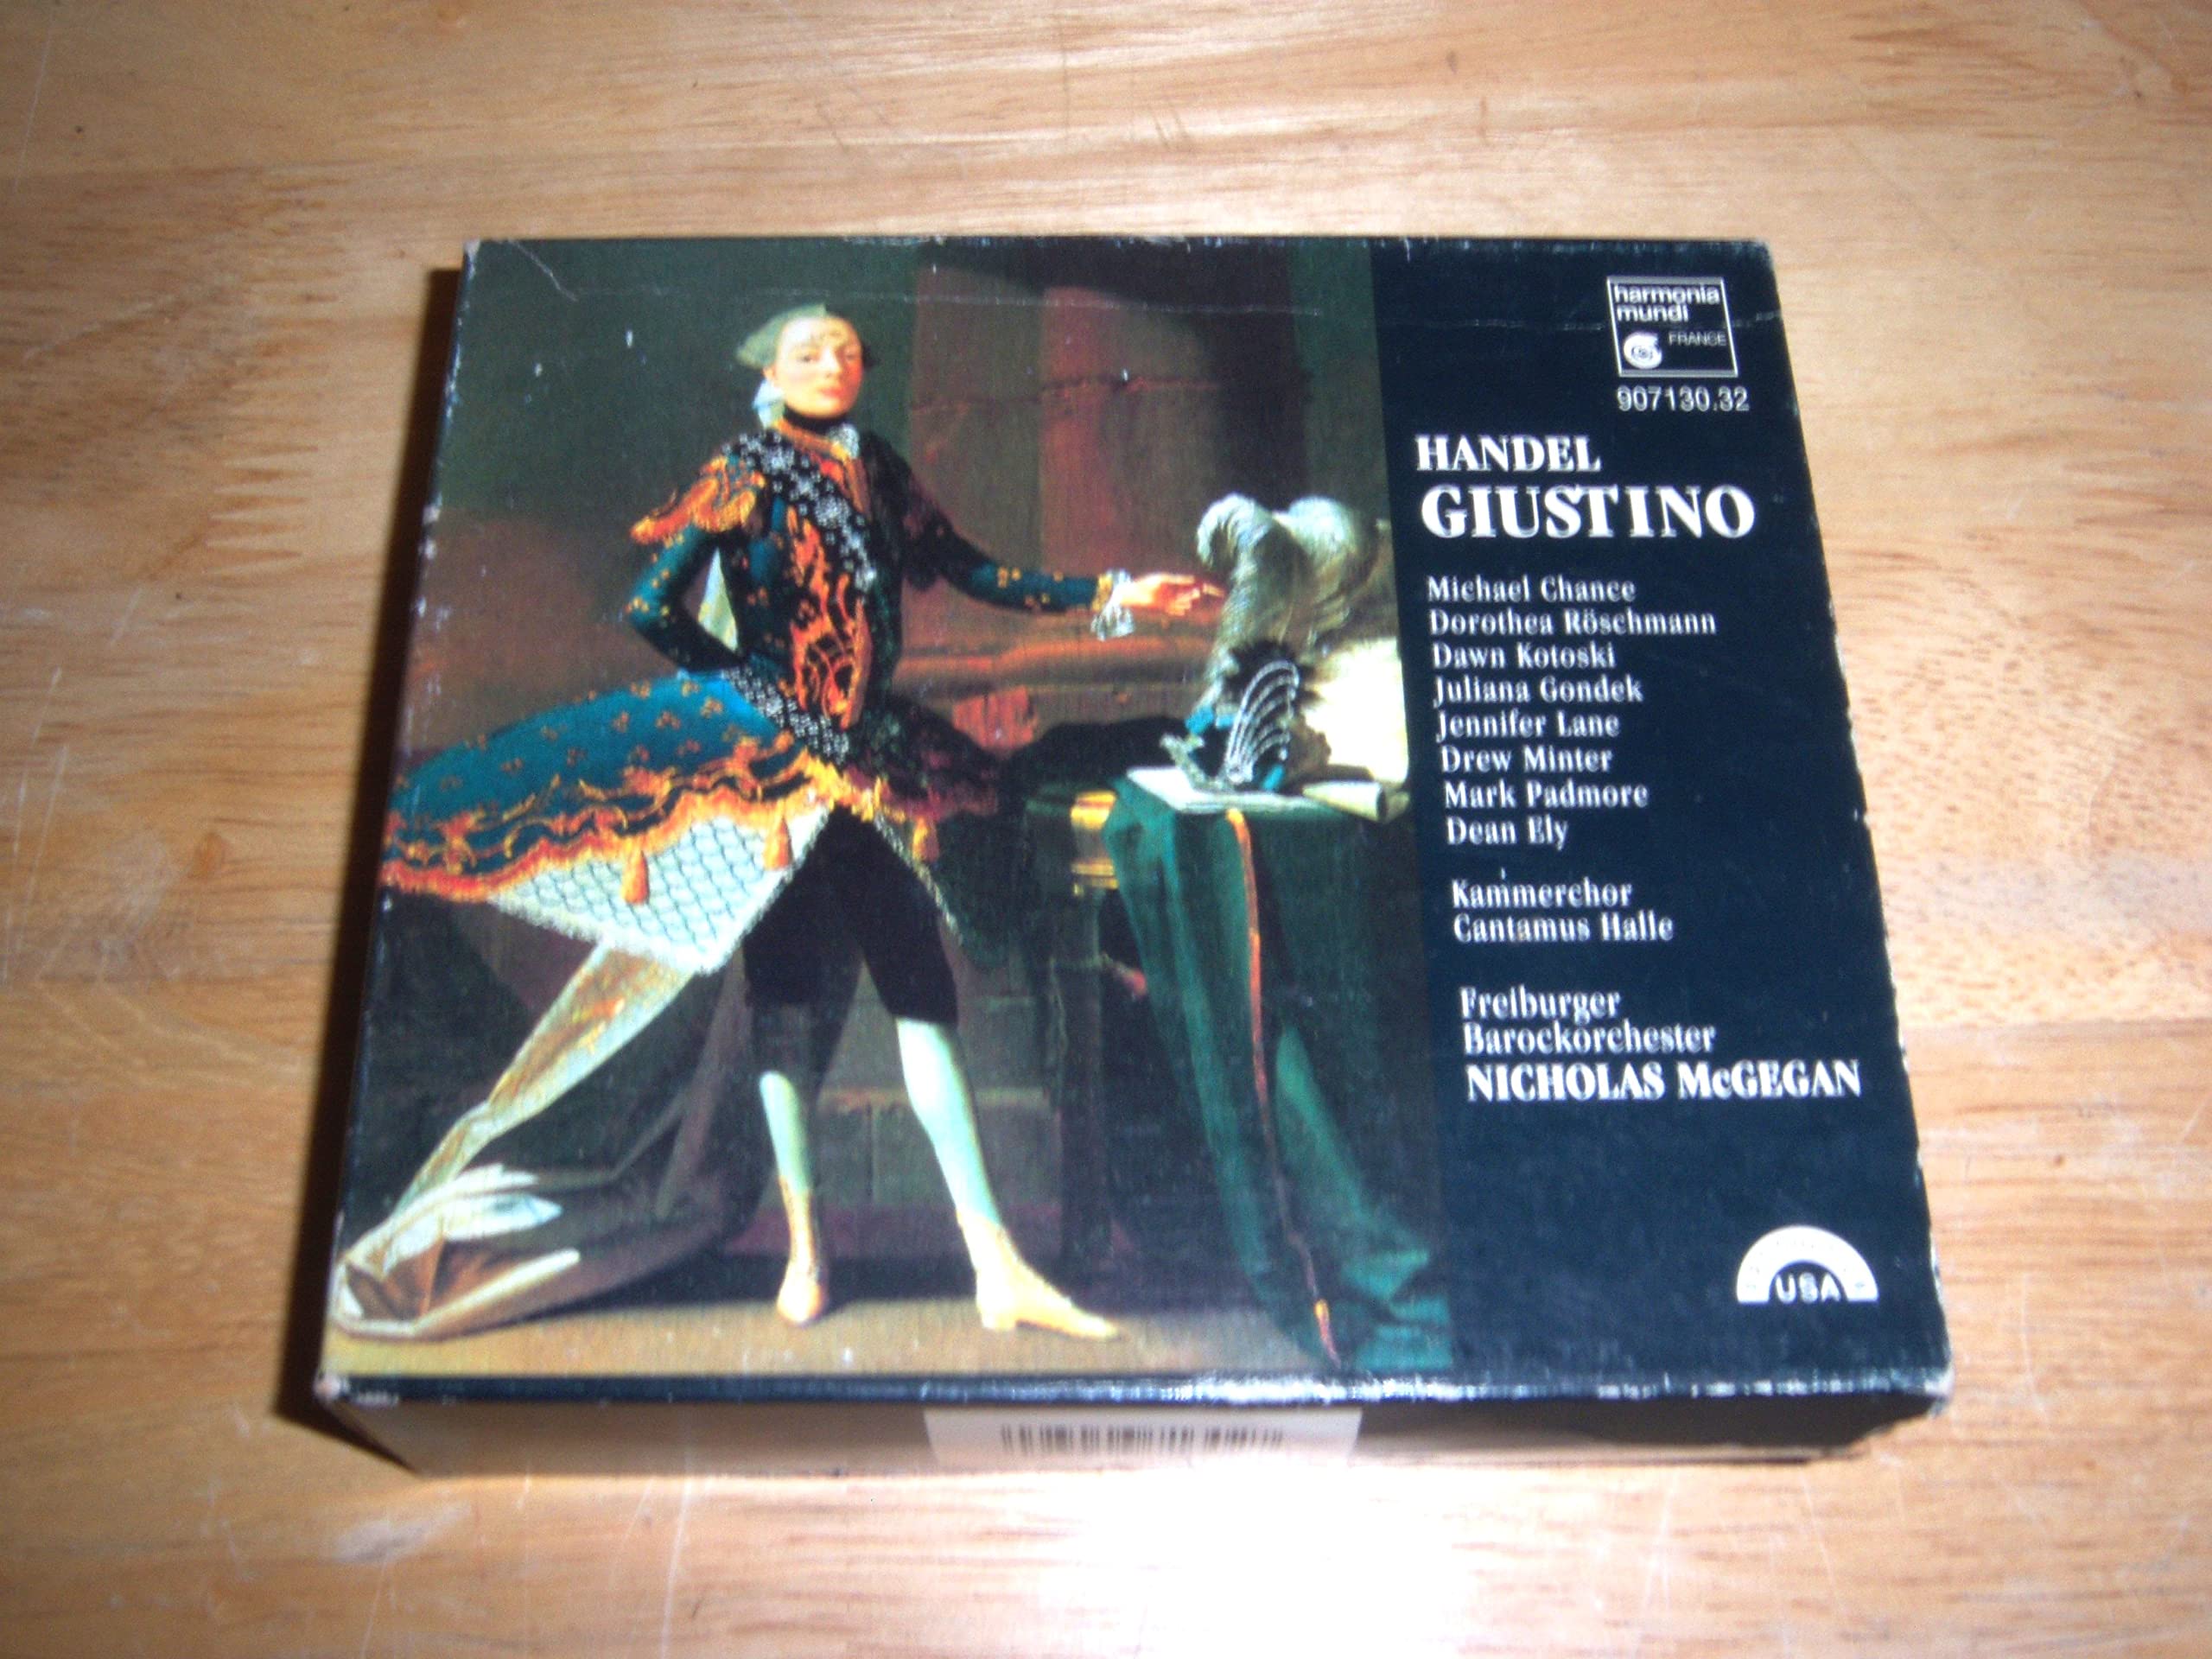 harmonia
mundi
FRANCE
907130.32
HANDEL
GIUSTINO
Michael Chance
Dorothea Röschmann
Dawn Kotoski
Juliana Gondek
Jennifer Lane
Drew Minter
Mark Padmore
Dean Ely
Kammerchor
Cantamus Halle
Freiburger
Barockorchester
NICHOLAS McGEGAN
USA